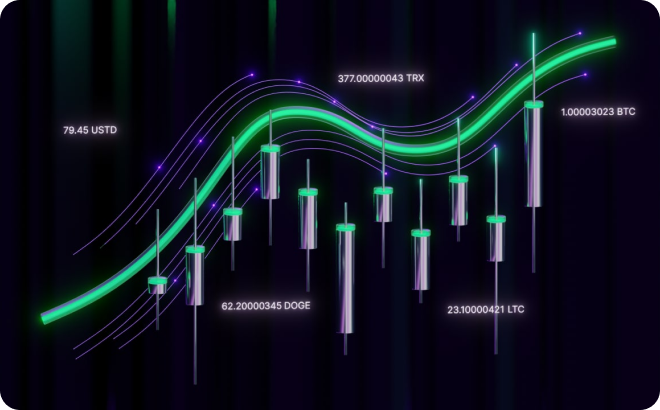 377.00000043 TRX
1.00003023 BTC
79.45 USTD
62.20000345 DOGE
23.10000421 LTC